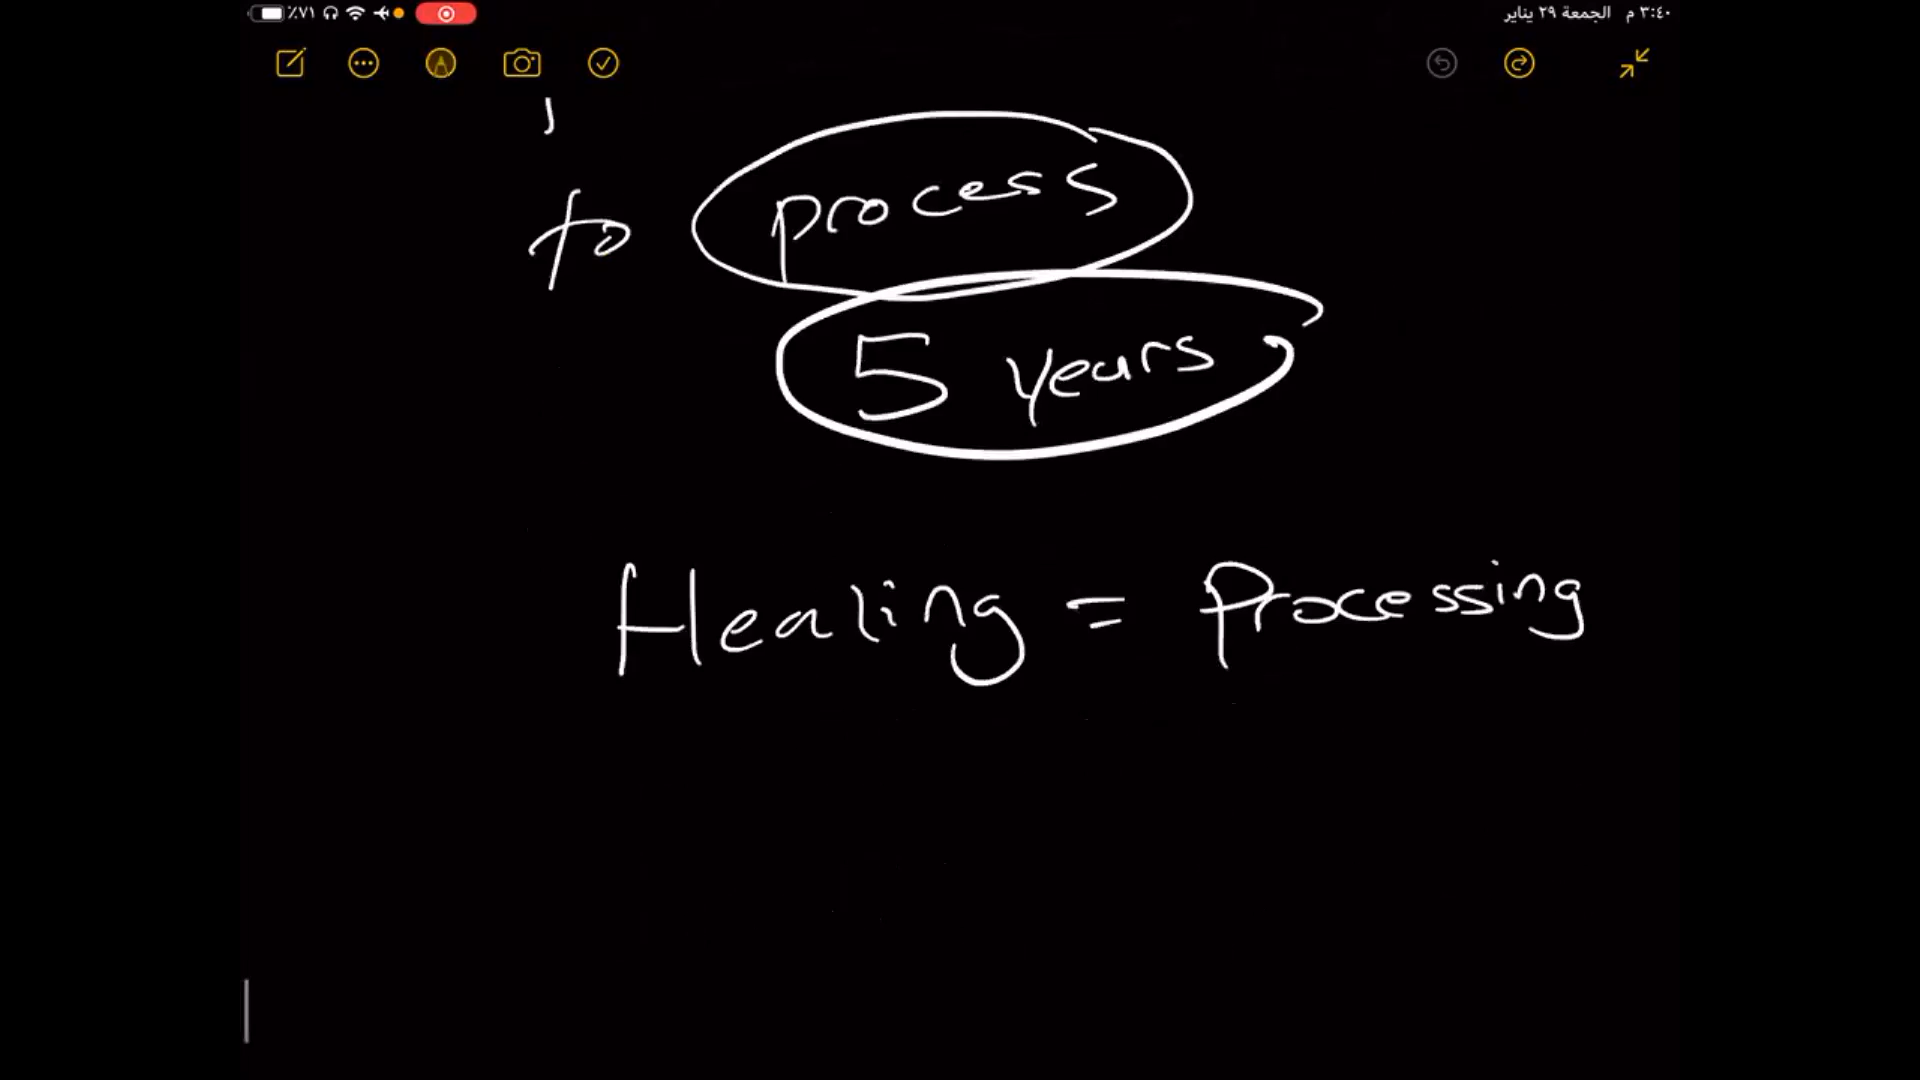 ٪٧١
٣:٤٠ م الجمعة ٢٩ يناير
to process
5 years
Healing = Processing